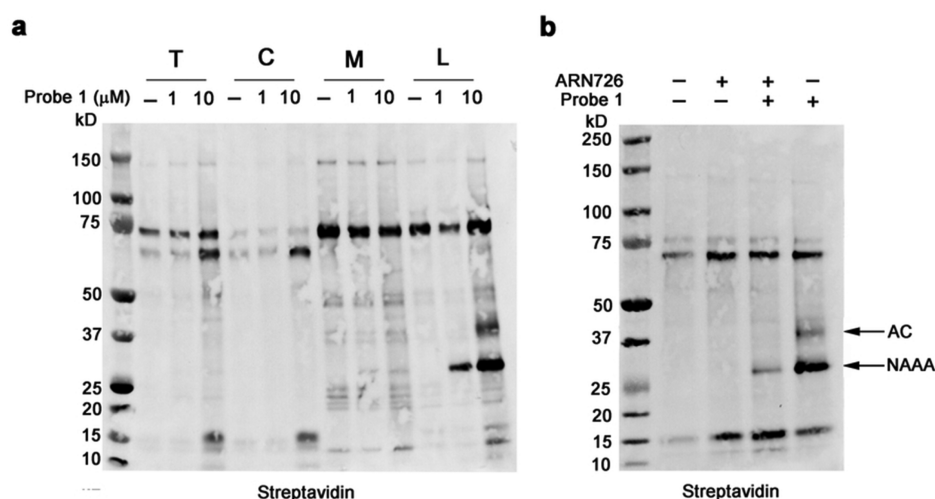 a
T C M L
Probe 1 (µM) – 1 10 – 1 10 – 1 10 – 1 10
kD
150
100
75
50
37
25
20
15
10
Streptavidin
b
ARN726 – + + –
Probe 1 – – + +
kD
250
150
100
75
50
37
25
20
15
10
AC
NAAA
Streptavidin